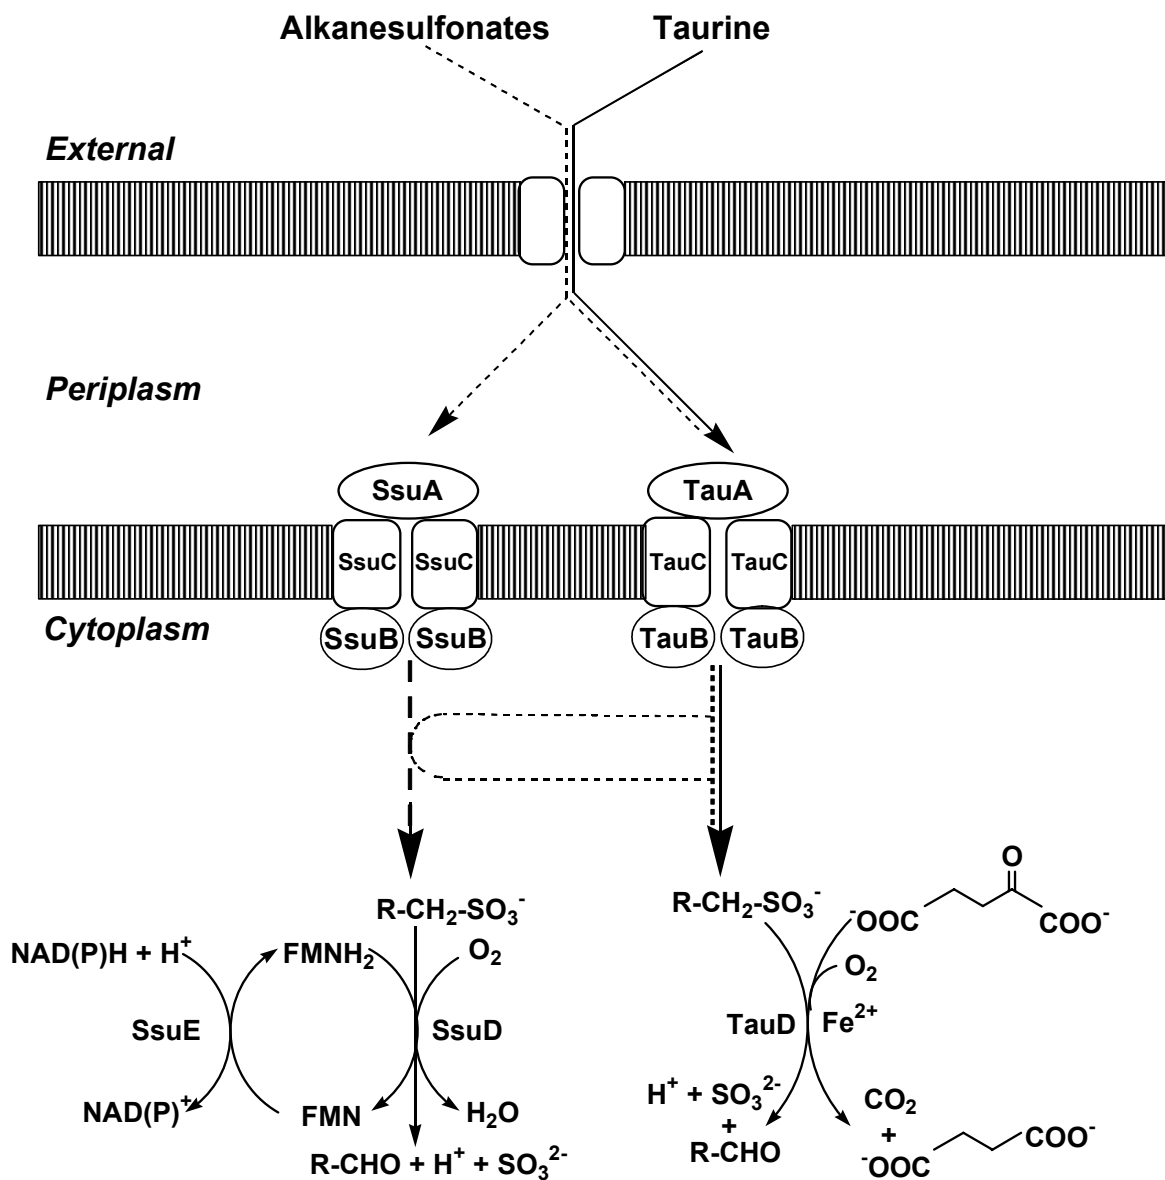 Alkanesulfonates Taurine
External
Periplasm
SsuA TauA
SsuC SsuC TauC TauC
Cytoplasm
SsuB SsuB TauB TauB
O
R-CH₂-SO₃⁻ R-CH₂-SO₃⁻ ⁻OOC COO⁻
NAD(P)H + H⁺ FMNH₂ O₂ O₂
SsuE SsuD TauD Fe²⁺
NAD(P)⁺ FMN H₂O H⁺ + SO₃²⁻ CO₂
+ +
R-CHO + H⁺ + SO₃²⁻ R-CHO ⁻OOC COO⁻